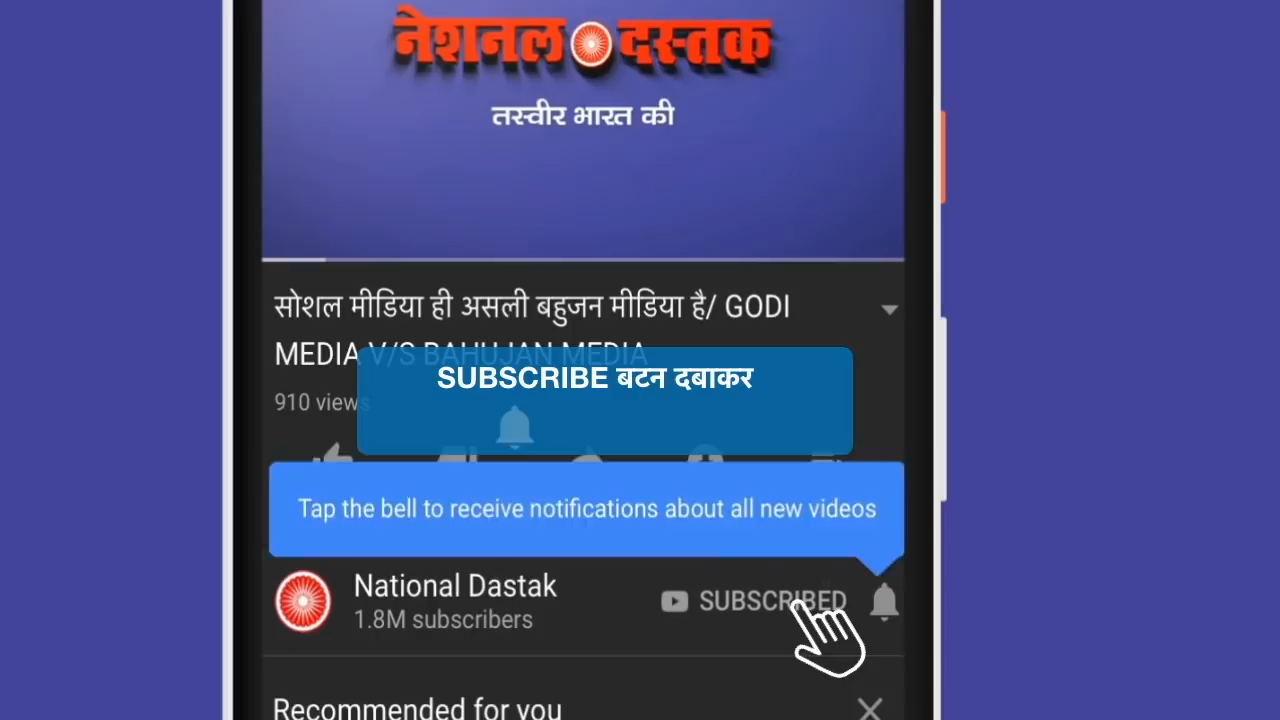 नेशनल दस्तक
तस्वीर भारत की
सोशल मीडिया ही असली बहुजन मीडिया है/ GODI
MEDIA V/S BAHUJAN MEDIA
910 views
SUBSCRIBE बटन दबाकर
Tap the bell to receive notifications about all new videos
National Dastak
SUBSCRIBED
1.8M subscribers
Recommended for you